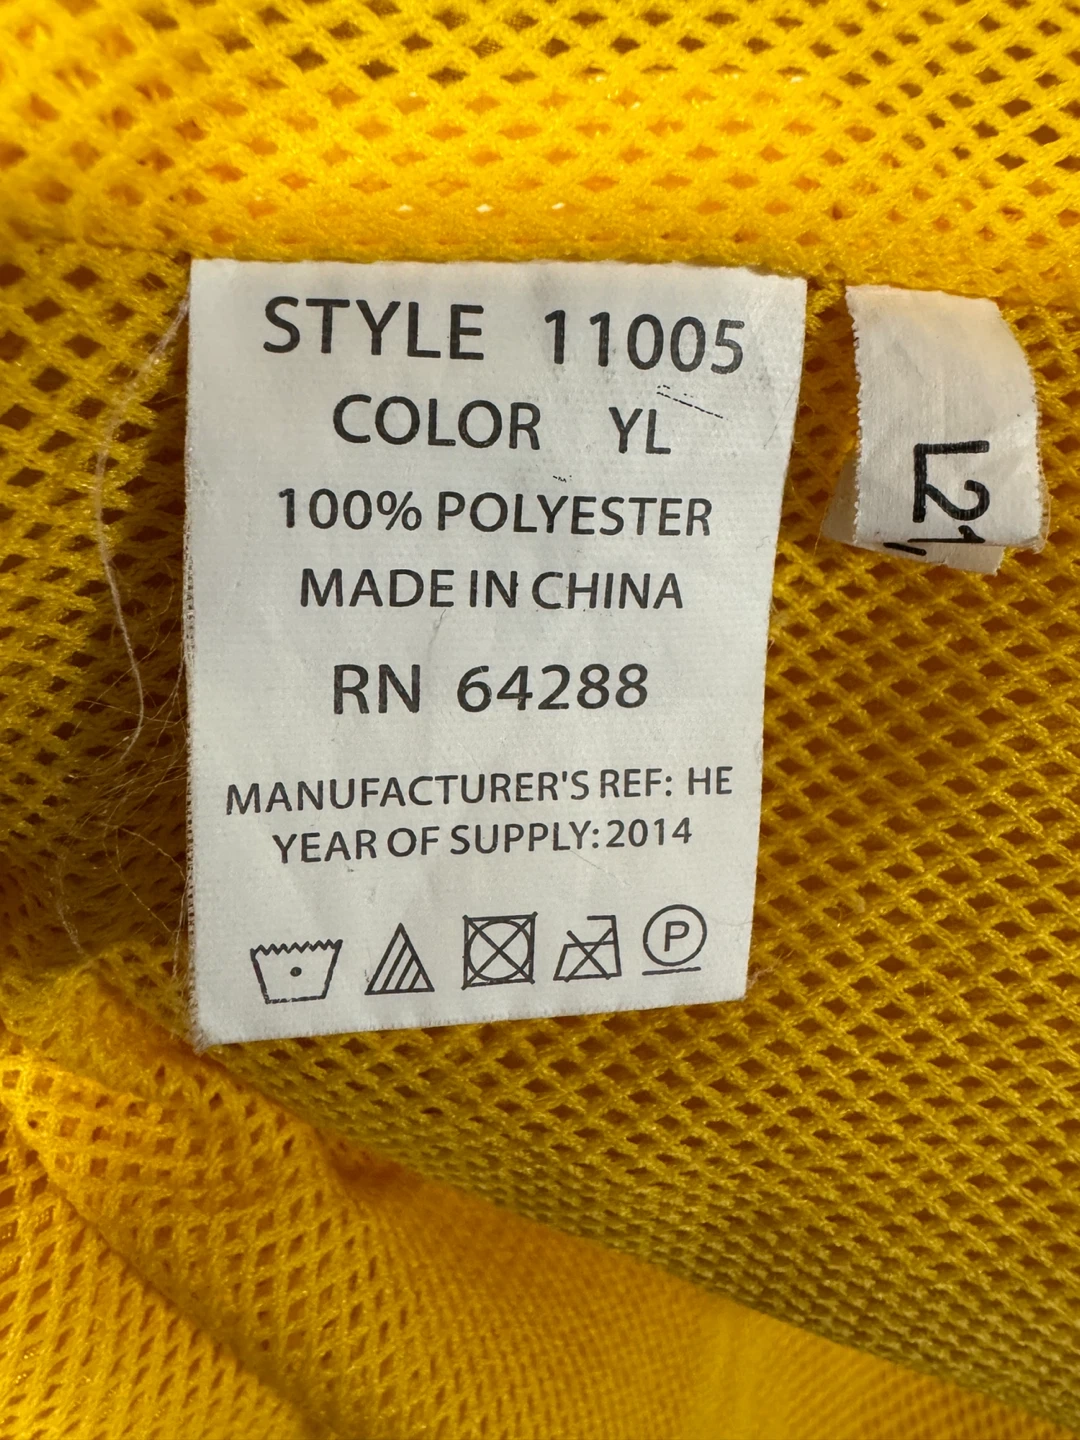 STYLE 11005
COLOR YL
100% POLYESTER
MADE IN CHINA
RN 64288
MANUFACTURER'S REF: HE
YEAR OF SUPPLY: 2014
P